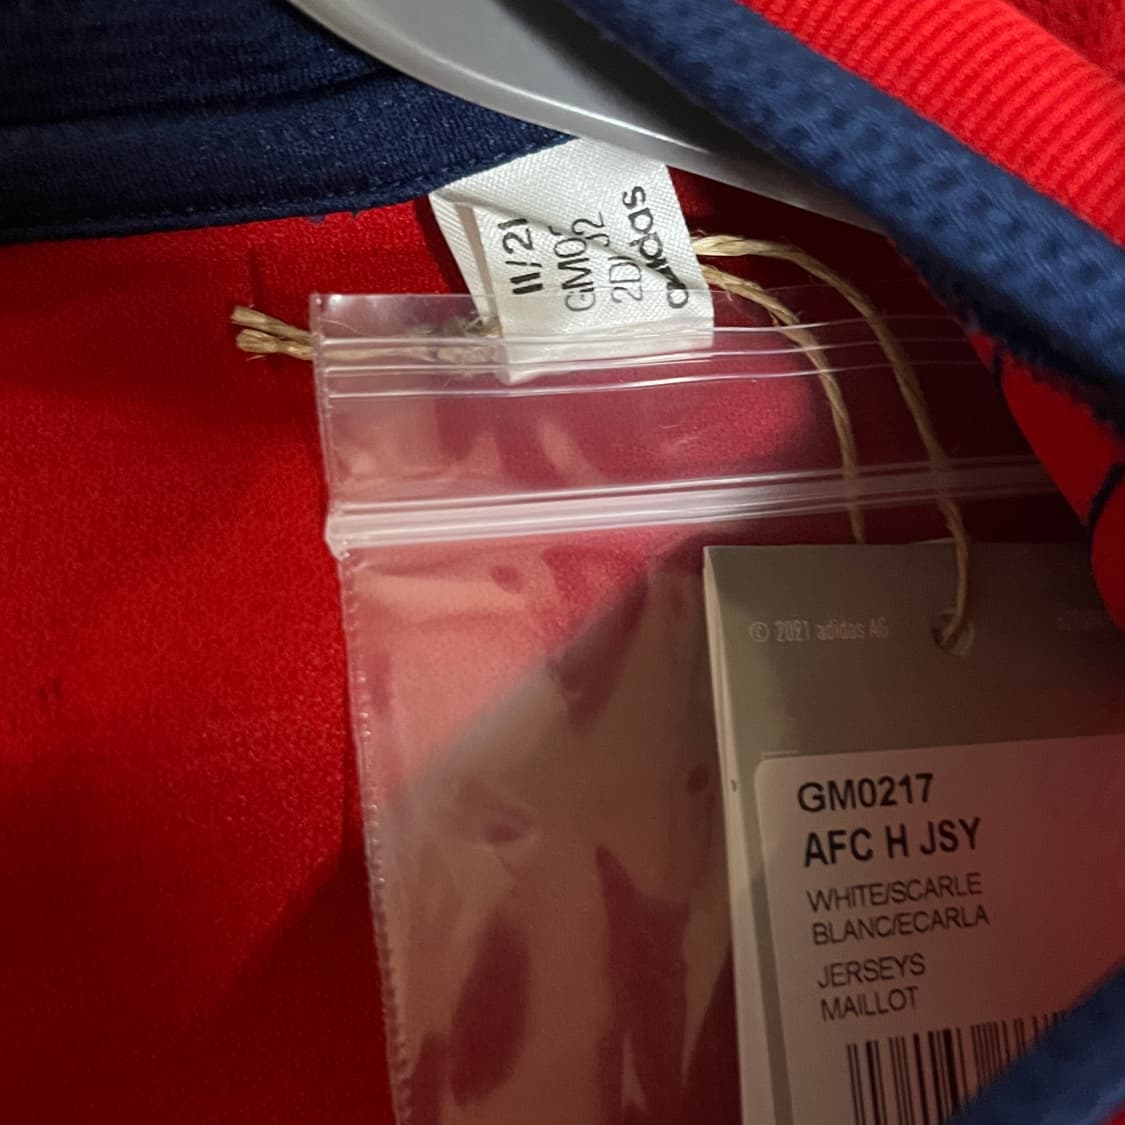 adidas
11/21
© 2021 adidas AG
GM0217
AFC H JSY
WHITE/SCARLE
BLANC/ECARLA
JERSEYS
MAILLOT